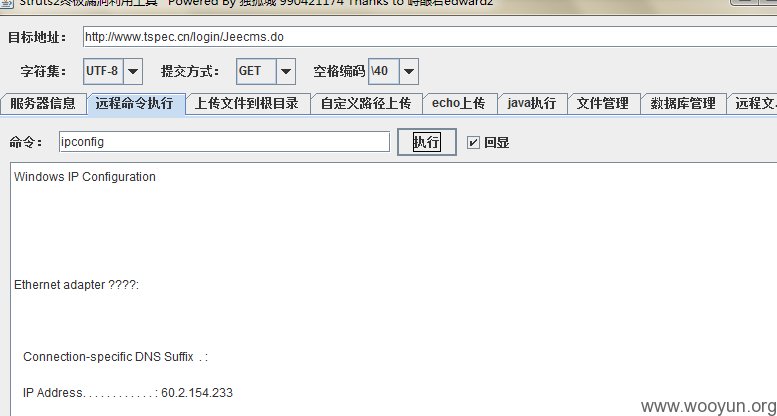 Struts2终极漏洞利用工具 Powered By 独孤城 990421174 Thanks to 时眼若edward2
目标地址： http://www.tspec.cn/login/Jeecms.do
字符集： UTF-8 提交方式： GET 空格编码 \40
服务器信息 远程命令执行 上传文件到根目录 自定义路径上传 echo上传 java执行 文件管理 数据库管理 远程文
命令： ipconfig 执行 回显
Windows IP Configuration
Ethernet adapter ????:
Connection-specific DNS Suffix . :
IP Address. . . . . . . . . . . . : 60.2.154.233
www.wooyun.org